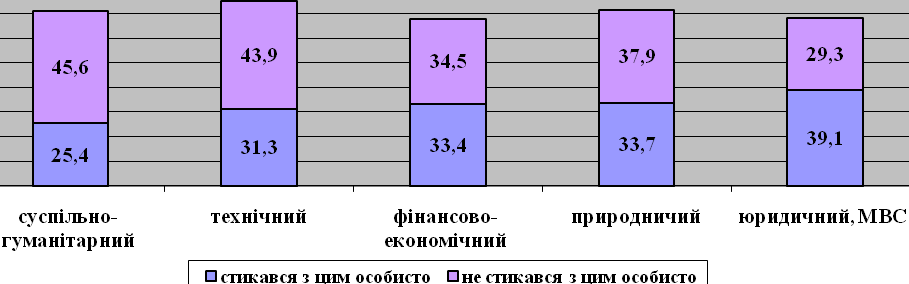 45,6 43,9 34,5 37,9 29,3
25,4 31,3 33,4 33,7 39,1
суспільно- технічний фінансово- природничий юридичний, МВС
гуманітарний економічний
стикався з цим особисто не стикався з цим особисто